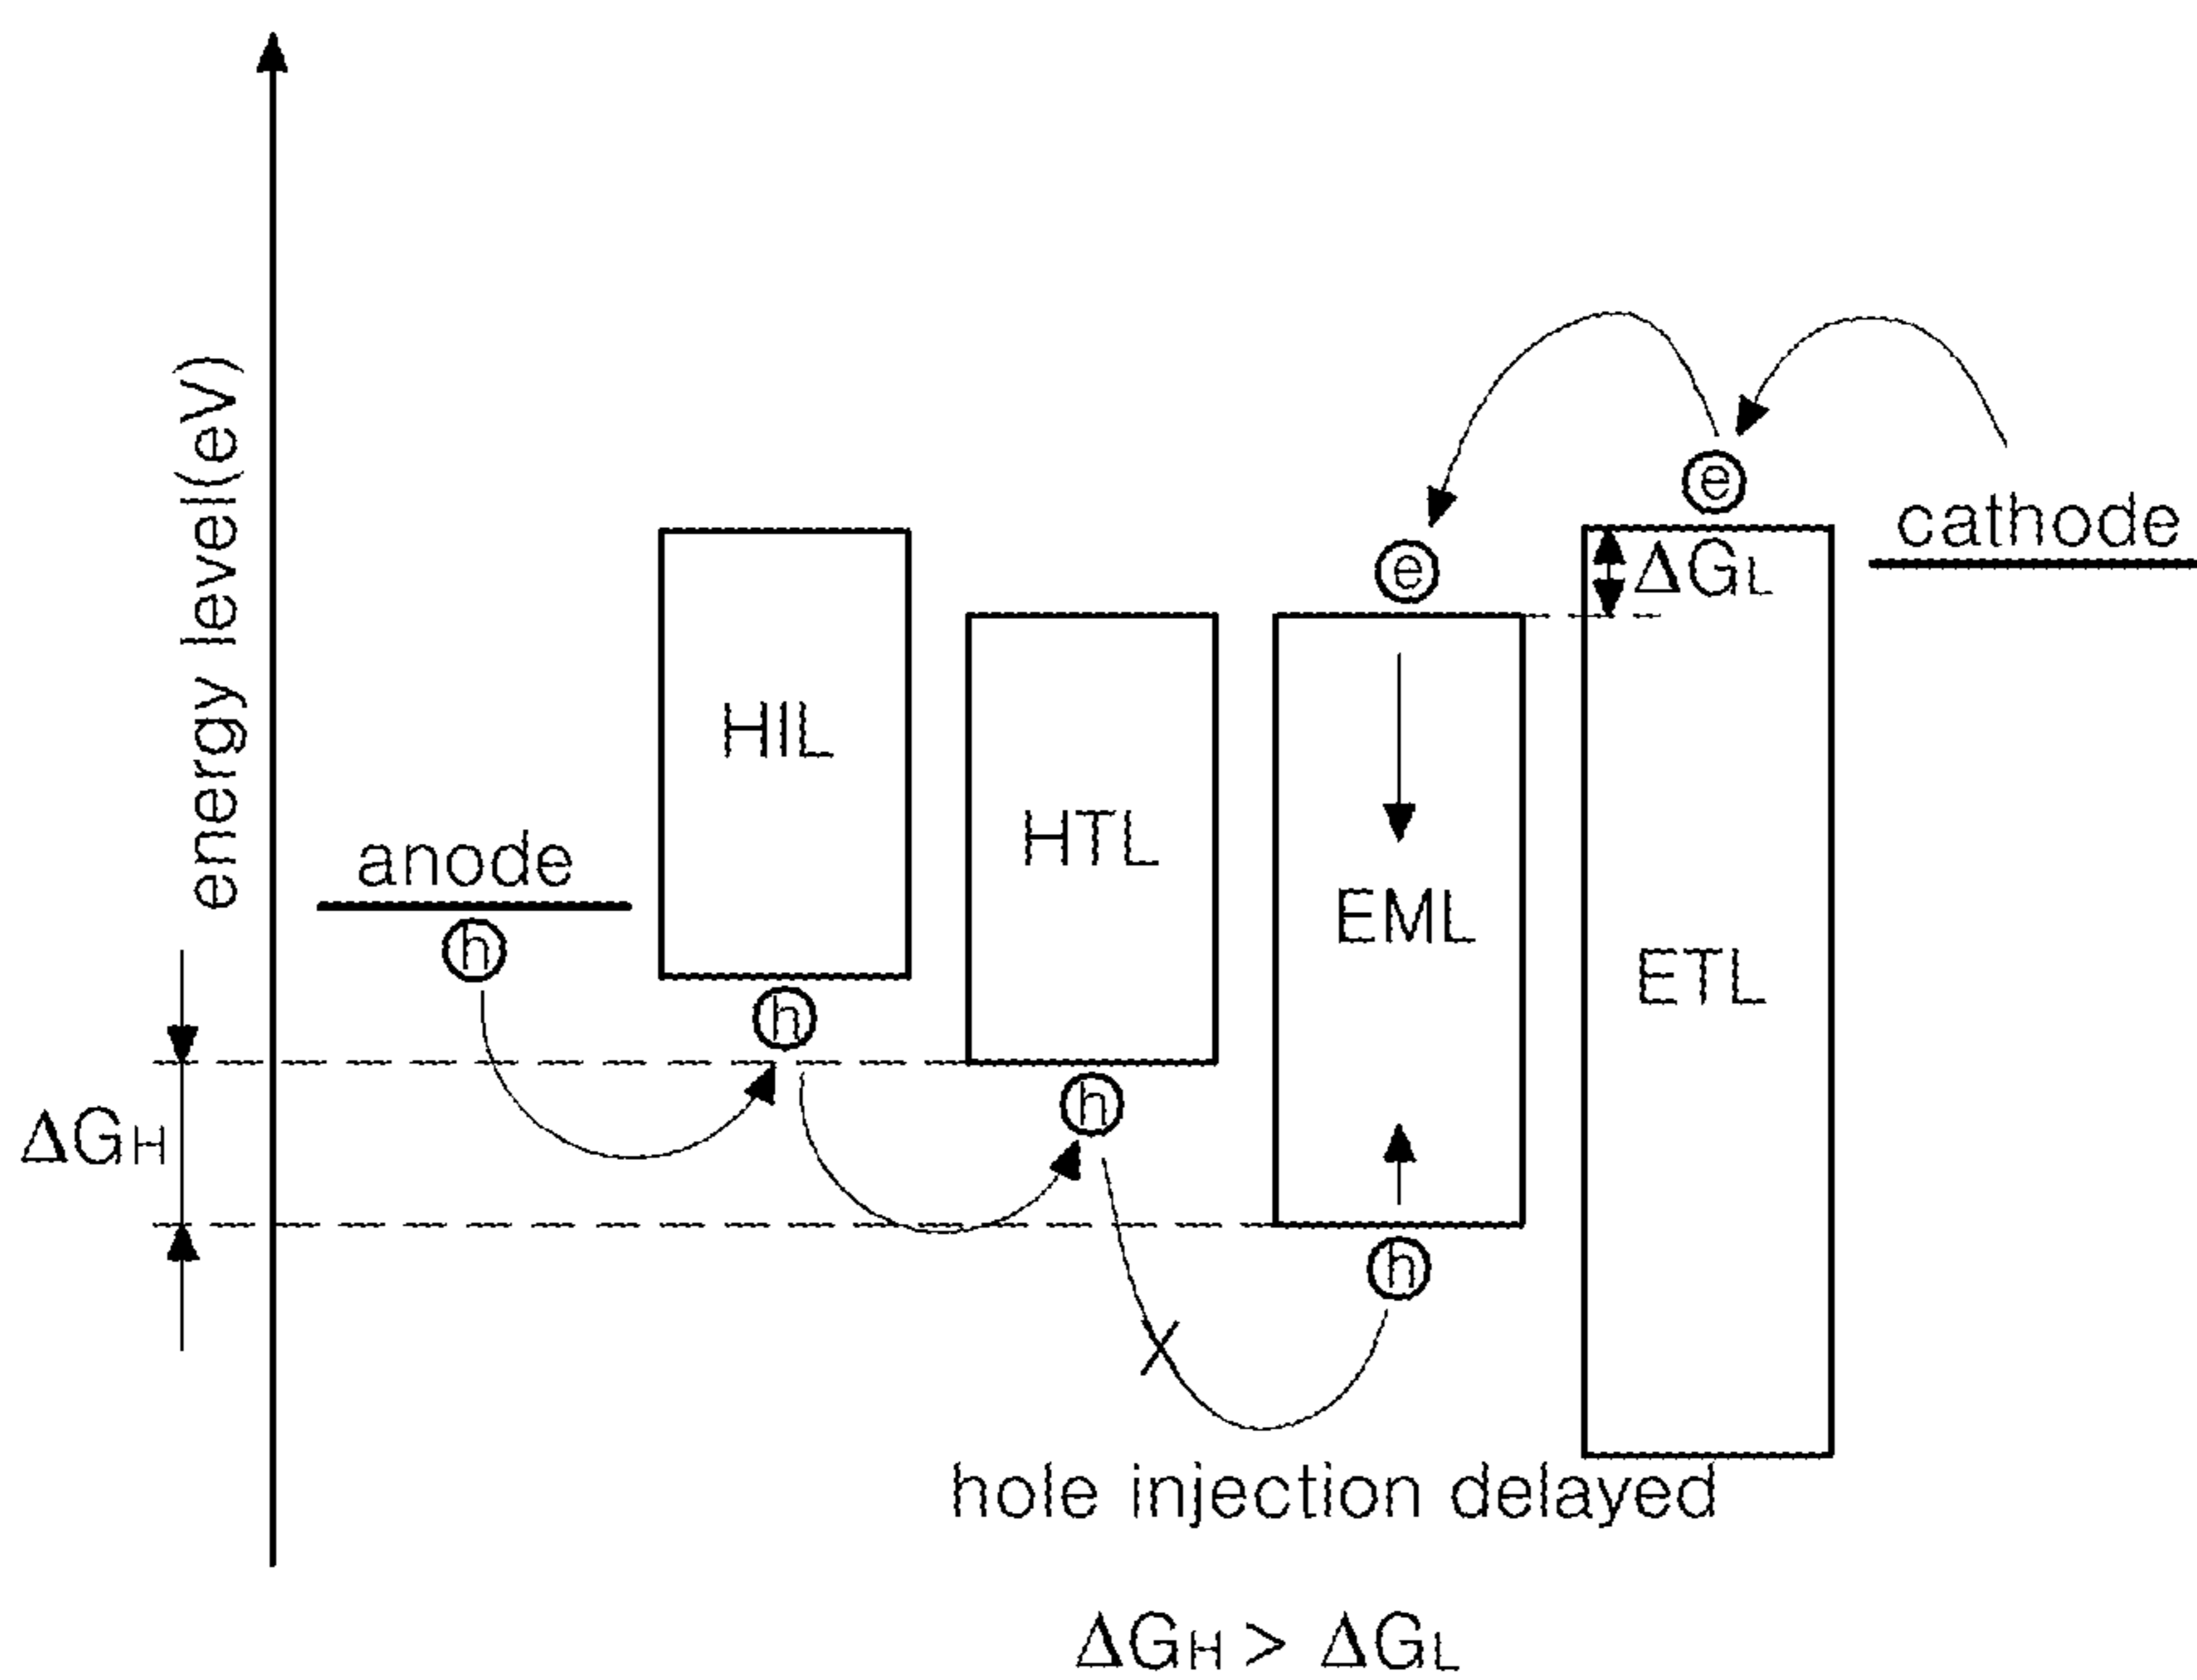 energy level(eV)
e
e
cathode
ΔGL
HIL
HTL
anode
EML
h
ETL
h
h
ΔGH
h
hole injection delayed
ΔGH > ΔGL